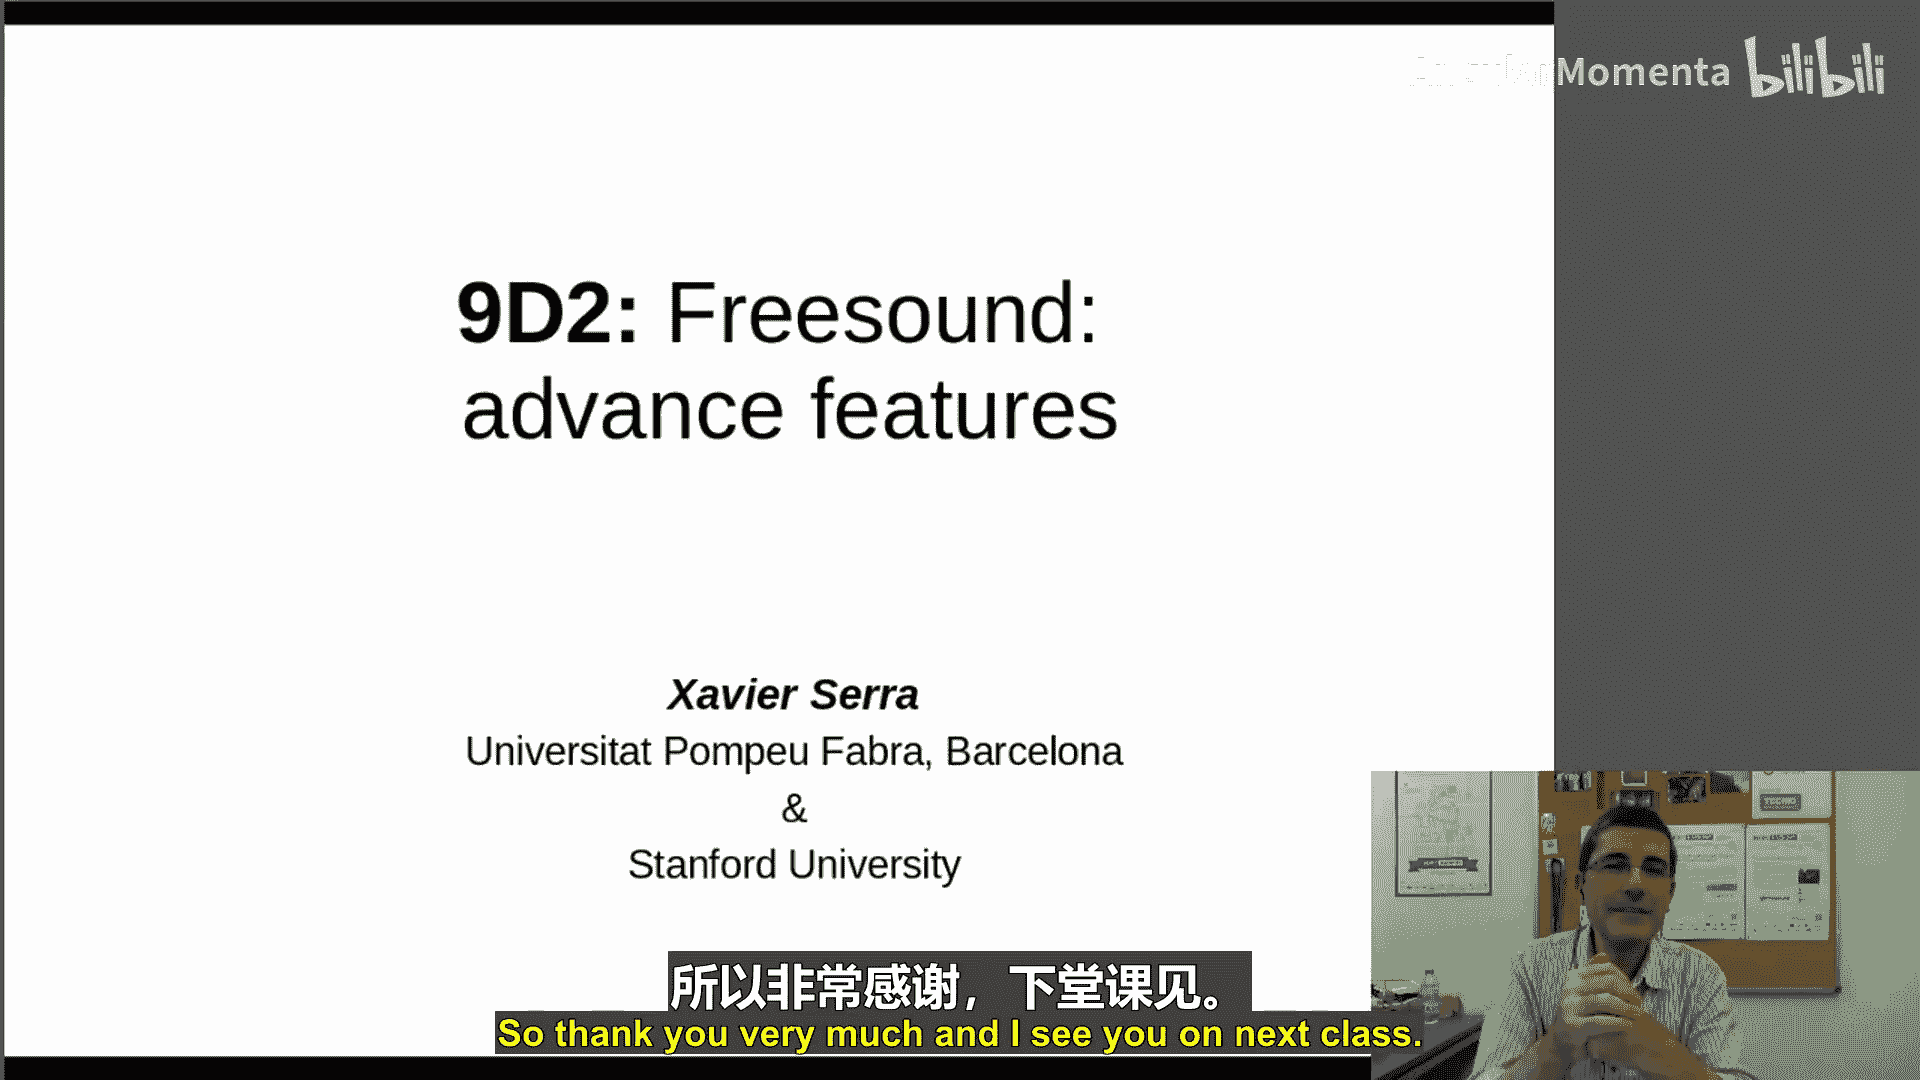 Momenta bilibili
9D2: Freesound:
advance features
Xavier Serra
Universitat Pompeu Fabra, Barcelona
&
Stanford University
所以非常感谢，下堂课见。
So thank you very much and I see you on next class.